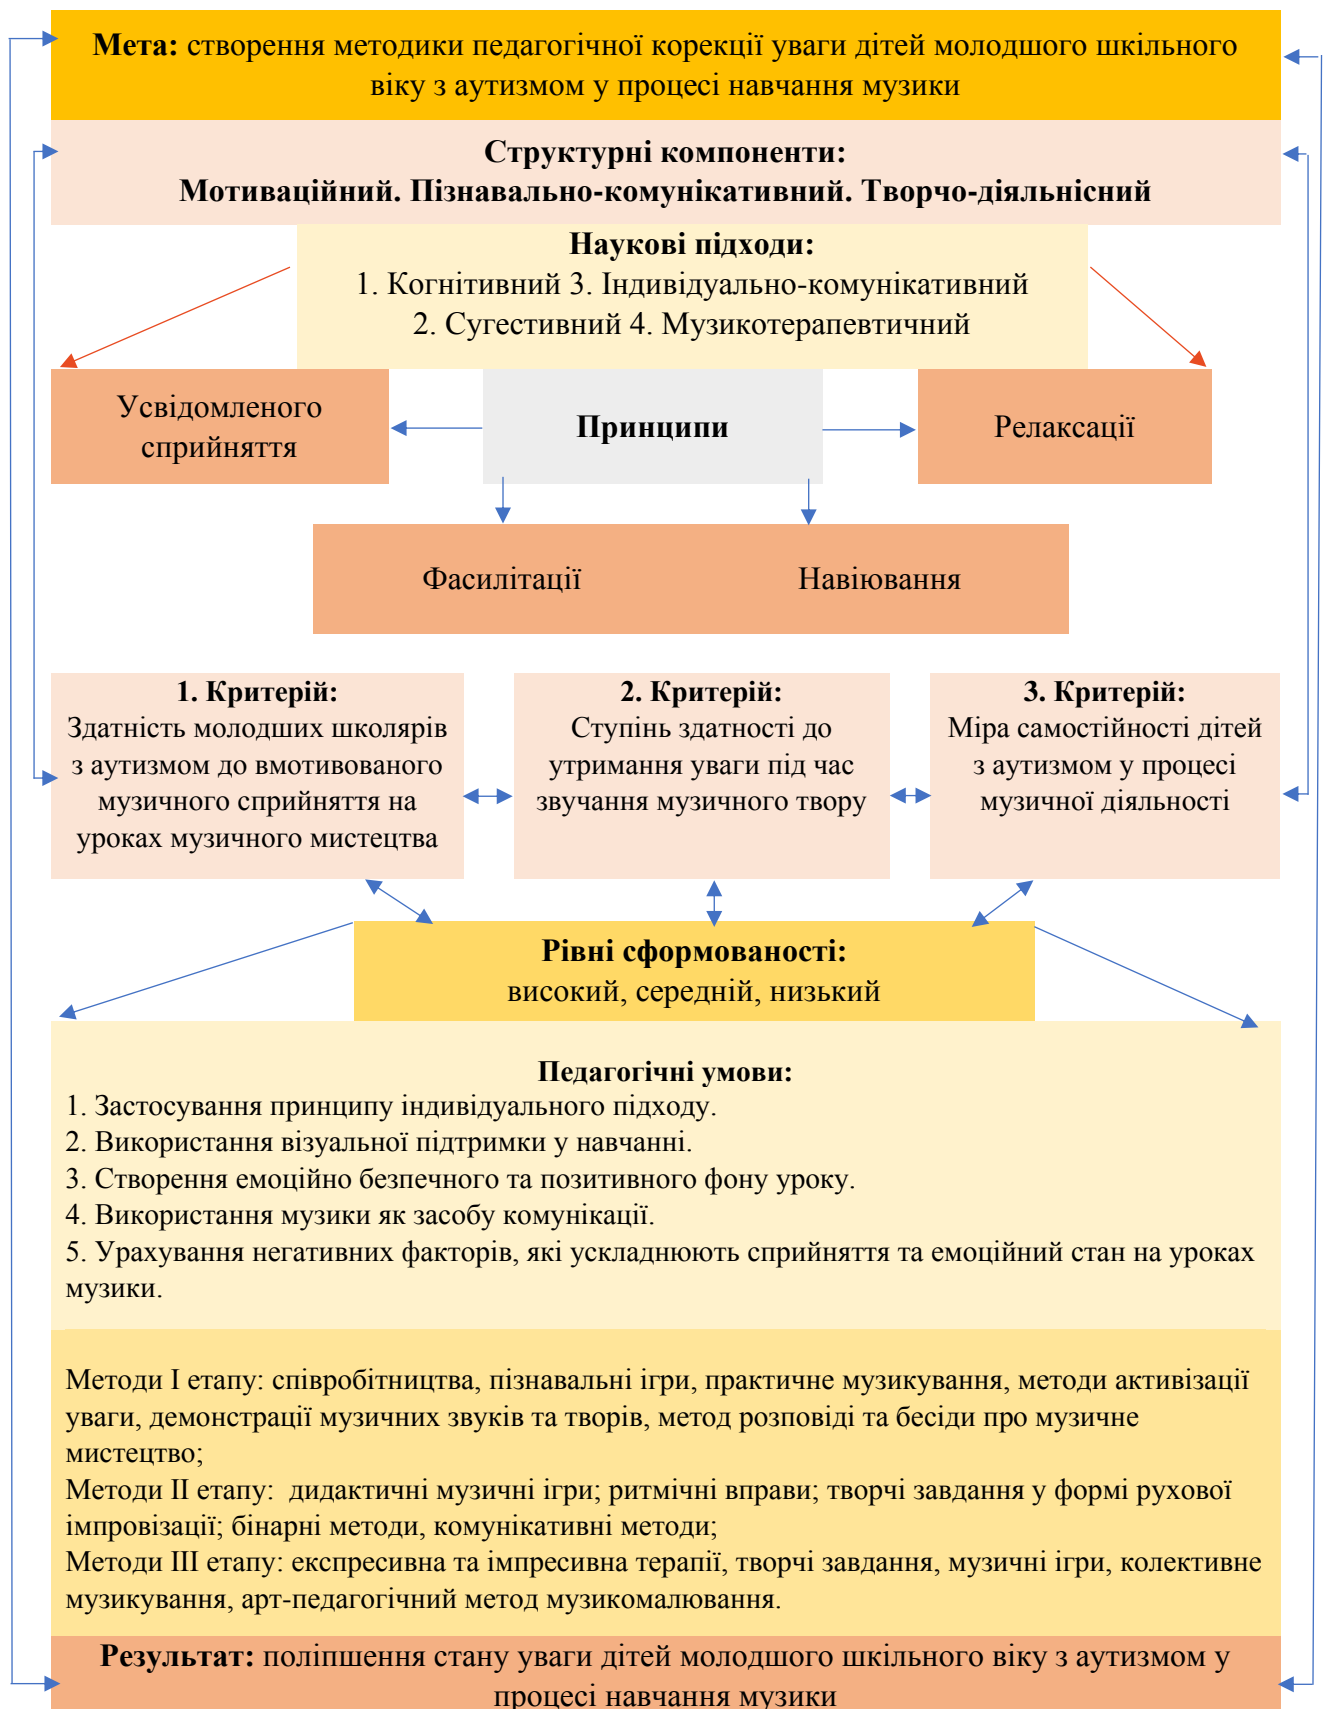 Мета: створення методики педагогічної корекції уваги дітей молодшого шкільного
віку з аутизмом у процесі навчання музики
Структурні компоненти:
Мотиваційний. Пізнавально-комунікативний. Творчо-діяльнісний
Наукові підходи:
1. Когнітивний 3. Індивідуально-комунікативний
2. Сугестивний 4. Музикотерапевтичний
Усвідомленого
сприйняття
Принципи
Релаксації
Фасилітації
Навіювання
1. Критерій:
Здатність молодших школярів
з аутизмом до вмотивованого
музичного сприйняття на
уроках музичного мистецтва
2. Критерій:
Ступінь здатності до
утримання уваги під час
звучання музичного твору
3. Критерій:
Міра самостійності дітей
з аутизмом у процесі
музичної діяльності
Рівні сформованості:
високий, середній, низький
Педагогічні умови:
1. Застосування принципу індивідуального підходу.
2. Використання візуальної підтримки у навчанні.
3. Створення емоційно безпечного та позитивного фону уроку.
4. Використання музики як засобу комунікації.
5. Урахування негативних факторів, які ускладнюють сприйняття та емоційний стан на уроках
музики.
Методи І етапу: співробітництва, пізнавальні ігри, практичне музикування, методи активізації
уваги, демонстрації музичних звуків та творів, метод розповіді та бесіди про музичне
мистецтво;
Методи ІІ етапу: дидактичні музичні ігри; ритмічні вправи; творчі завдання у формі рухової
імпровізації; бінарні методи, комунікативні методи;
Методи ІІІ етапу: експресивна та імпресивна терапії, творчі завдання, музичні ігри, колективне
музикування, арт-педагогічний метод музикомалювання.
Результат: поліпшення стану уваги дітей молодшого шкільного віку з аутизмом у
процесі навчання музики